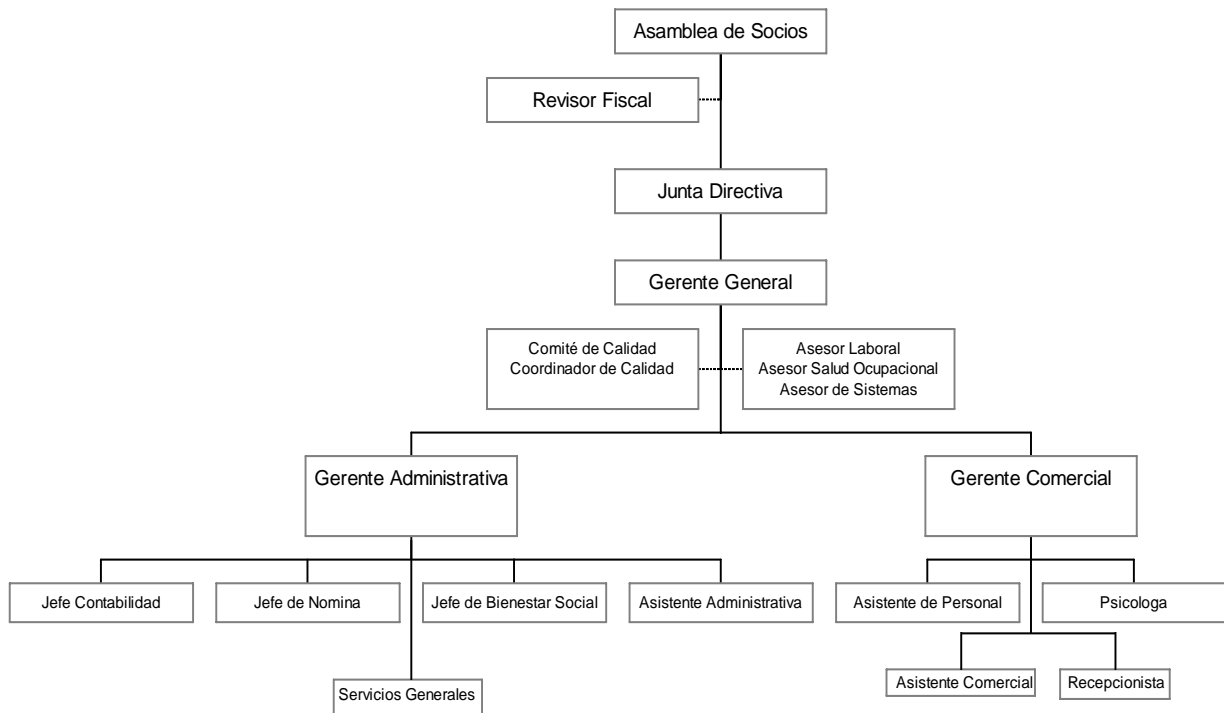 Asamblea de Socios
Revisor Fiscal
Junta Directiva
Gerente General
Comité de Calidad
Coordinador de Calidad
Asesor Laboral
Asesor Salud Ocupacional
Asesor de Sistemas
Gerente Administrativa
Gerente Comercial
Jefe Contabilidad
Jefe de Nomina
Jefe de Bienestar Social
Asistente Administrativa
Asistente de Personal
Psicologa
Servicios Generales
Asistente Comercial
Recepcionista